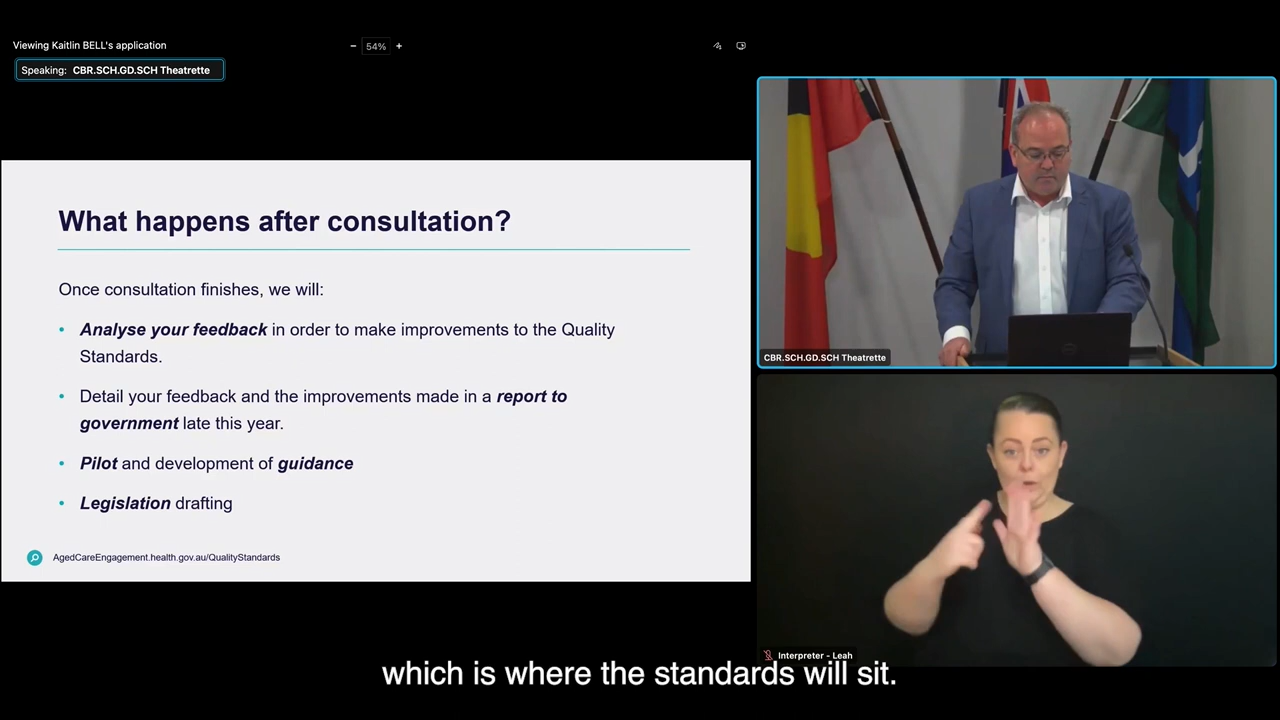 Viewing Kaitlin BELL's application
− 54% +
Speaking: CBR.SCH.GD.SCH Theatrette
What happens after consultation?
Once consultation finishes, we will:
• Analyse your feedback in order to make improvements to the Quality
Standards.
• Detail your feedback and the improvements made in a report to
government late this year.
• Pilot and development of guidance
• Legislation drafting
AgedCareEngagement.health.gov.au/QualityStandards
CBR.SCH.GD.SCH Theatrette
Interpreter - Leah
which is where the standards will sit.